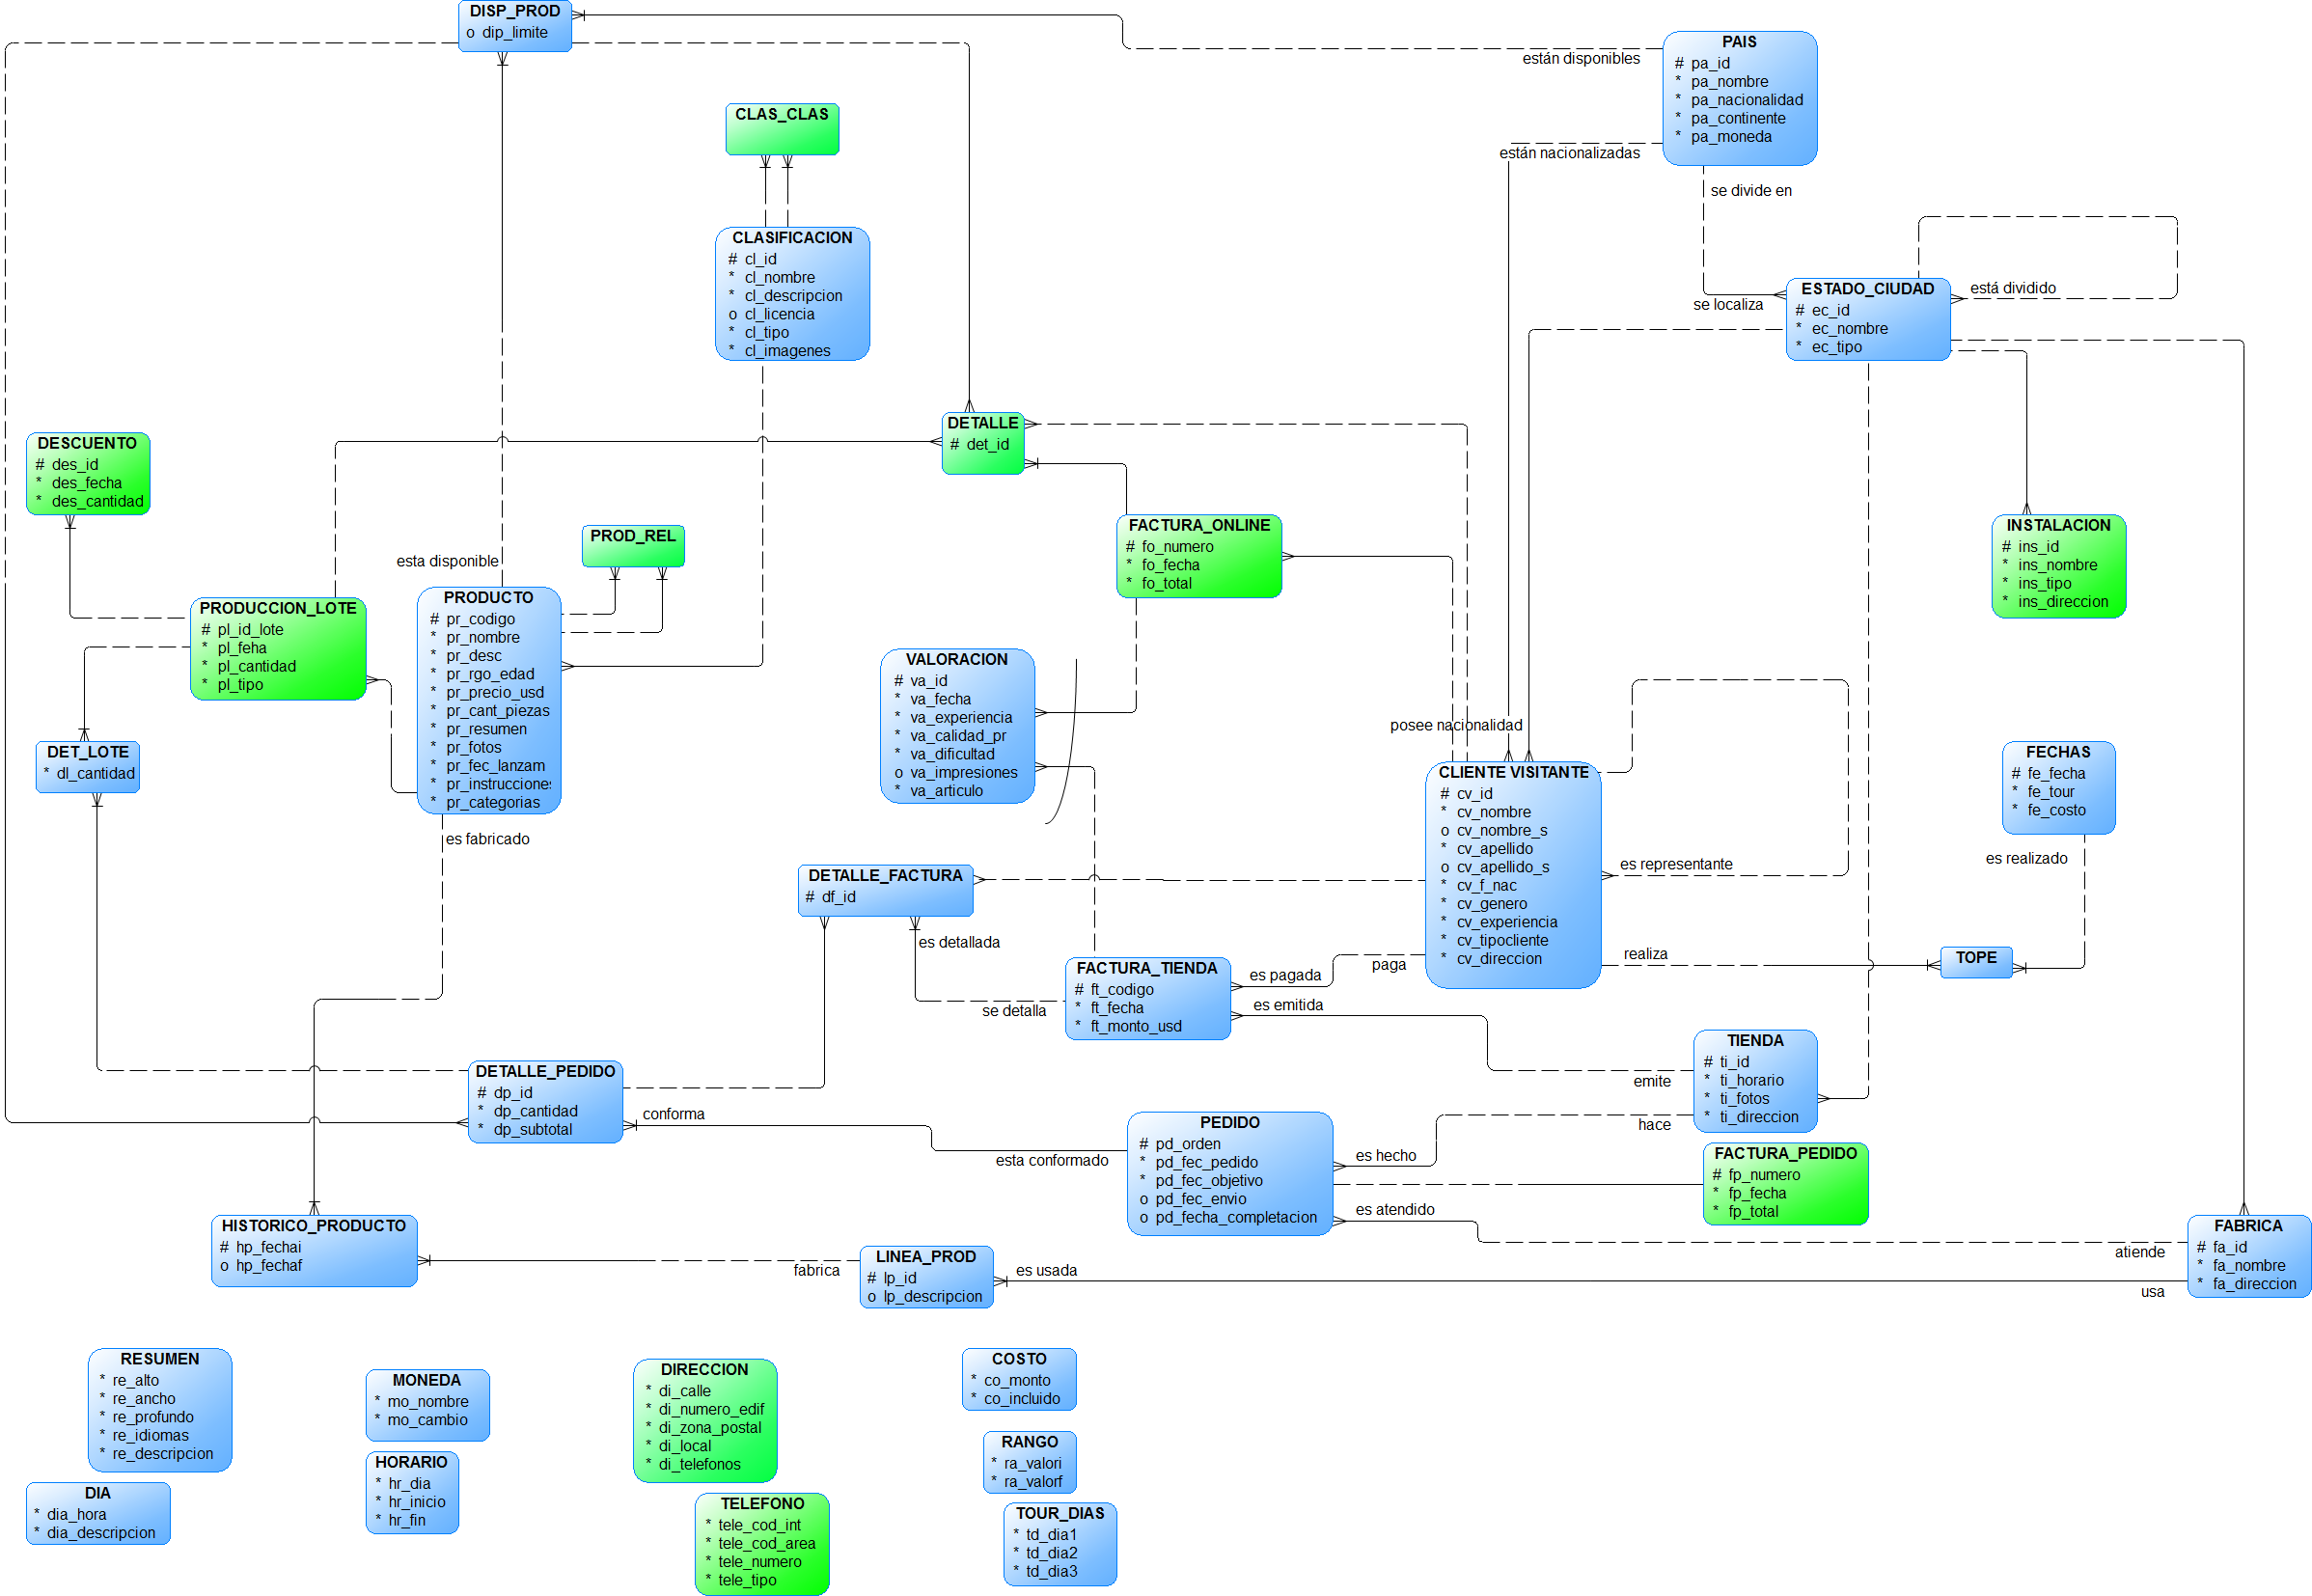 DISP_PROD
o dip_limite
están disponibles
PAIS
# pa_id
* pa_nombre
* pa_nacionalidad
* pa_continente
* pa_moneda
están nacionalizadas
se divide en
CLAS_CLAS
CLASIFICACION
# cl_id
* cl_nombre
* cl_descripcion
o cl_licencia
* cl_tipo
* cl_imagenes
se localiza
ESTADO_CIUDAD
# ec_id
* ec_nombre
* ec_tipo
está dividido
DESCUENTO
# des_id
* des_fecha
* des_cantidad
DETALLE
# det_id
FACTURA_ONLINE
# fo_numero
* fo_fecha
* fo_total
INSTALACION
# ins_id
* ins_nombre
* ins_tipo
* ins_direccion
PROD_REL
esta disponible
PRODUCCION_LOTE
# pl_id_lote
* pl_feha
* pl_cantidad
* pl_tipo
PRODUCTO
# pr_codigo
* pr_nombre
* pr_desc
* pr_rgo_edad
* pr_precio_usd
* pr_cant_piezas
* pr_resumen
* pr_fotos
* pr_fec_lanzam
* pr_instrucciones
* pr_categorias
es fabricado
VALORACION
# va_id
* va_fecha
* va_experiencia
* va_calidad_pr
* va_dificultad
o va_impresiones
* va_articulo
posee nacionalidad
DET_LOTE
* dl_cantidad
CLIENTE VISITANTE
# cv_id
* cv_nombre
o cv_nombre_s
* cv_apellido
o cv_apellido_s
* cv_f_nac
* cv_genero
* cv_experiencia
* cv_tipocliente
* cv_direccion
es representante
realiza
FECHAS
# fe_fecha
* fe_tour
* fe_costo
es realizado
TOPE
DETALLE_FACTURA
# df_id
es detallada
se detalla
FACTURA_TIENDA
# ft_codigo
* ft_fecha
* ft_monto_usd
es pagada
paga
es emitida
emite
TIENDA
# ti_id
* ti_horario
* ti_fotos
* ti_direccion
hace
DETALLE_PEDIDO
# dp_id
* dp_cantidad
* dp_subtotal
conforma
esta conformado
PEDIDO
# pd_orden
* pd_fec_pedido
* pd_fec_objetivo
o pd_fec_envio
o pd_fecha_completacion
es hecho
es atendido
FACTURA_PEDIDO
# fp_numero
* fp_fecha
* fp_total
atiende
usa
FABRICA
# fa_id
* fa_nombre
* fa_direccion
HISTORICO_PRODUCTO
# hp_fechai
o hp_fechaf
fabrica
LINEA_PROD
# lp_id
o lp_descripcion
es usada
RESUMEN
* re_alto
* re_ancho
* re_profundo
* re_idiomas
* re_descripcion
DIA
* dia_hora
* dia_descripcion
MONEDA
* mo_nombre
* mo_cambio
HORARIO
* hr_dia
* hr_inicio
* hr_fin
DIRECCION
* di_calle
* di_numero_edif
* di_zona_postal
* di_local
* di_telefonos
TELEFONO
* tele_cod_int
* tele_cod_area
* tele_numero
* tele_tipo
COSTO
* co_monto
* co_incluido
RANGO
* ra_valori
* ra_valorf
TOUR_DIAS
* td_dia1
* td_dia2
* td_dia3